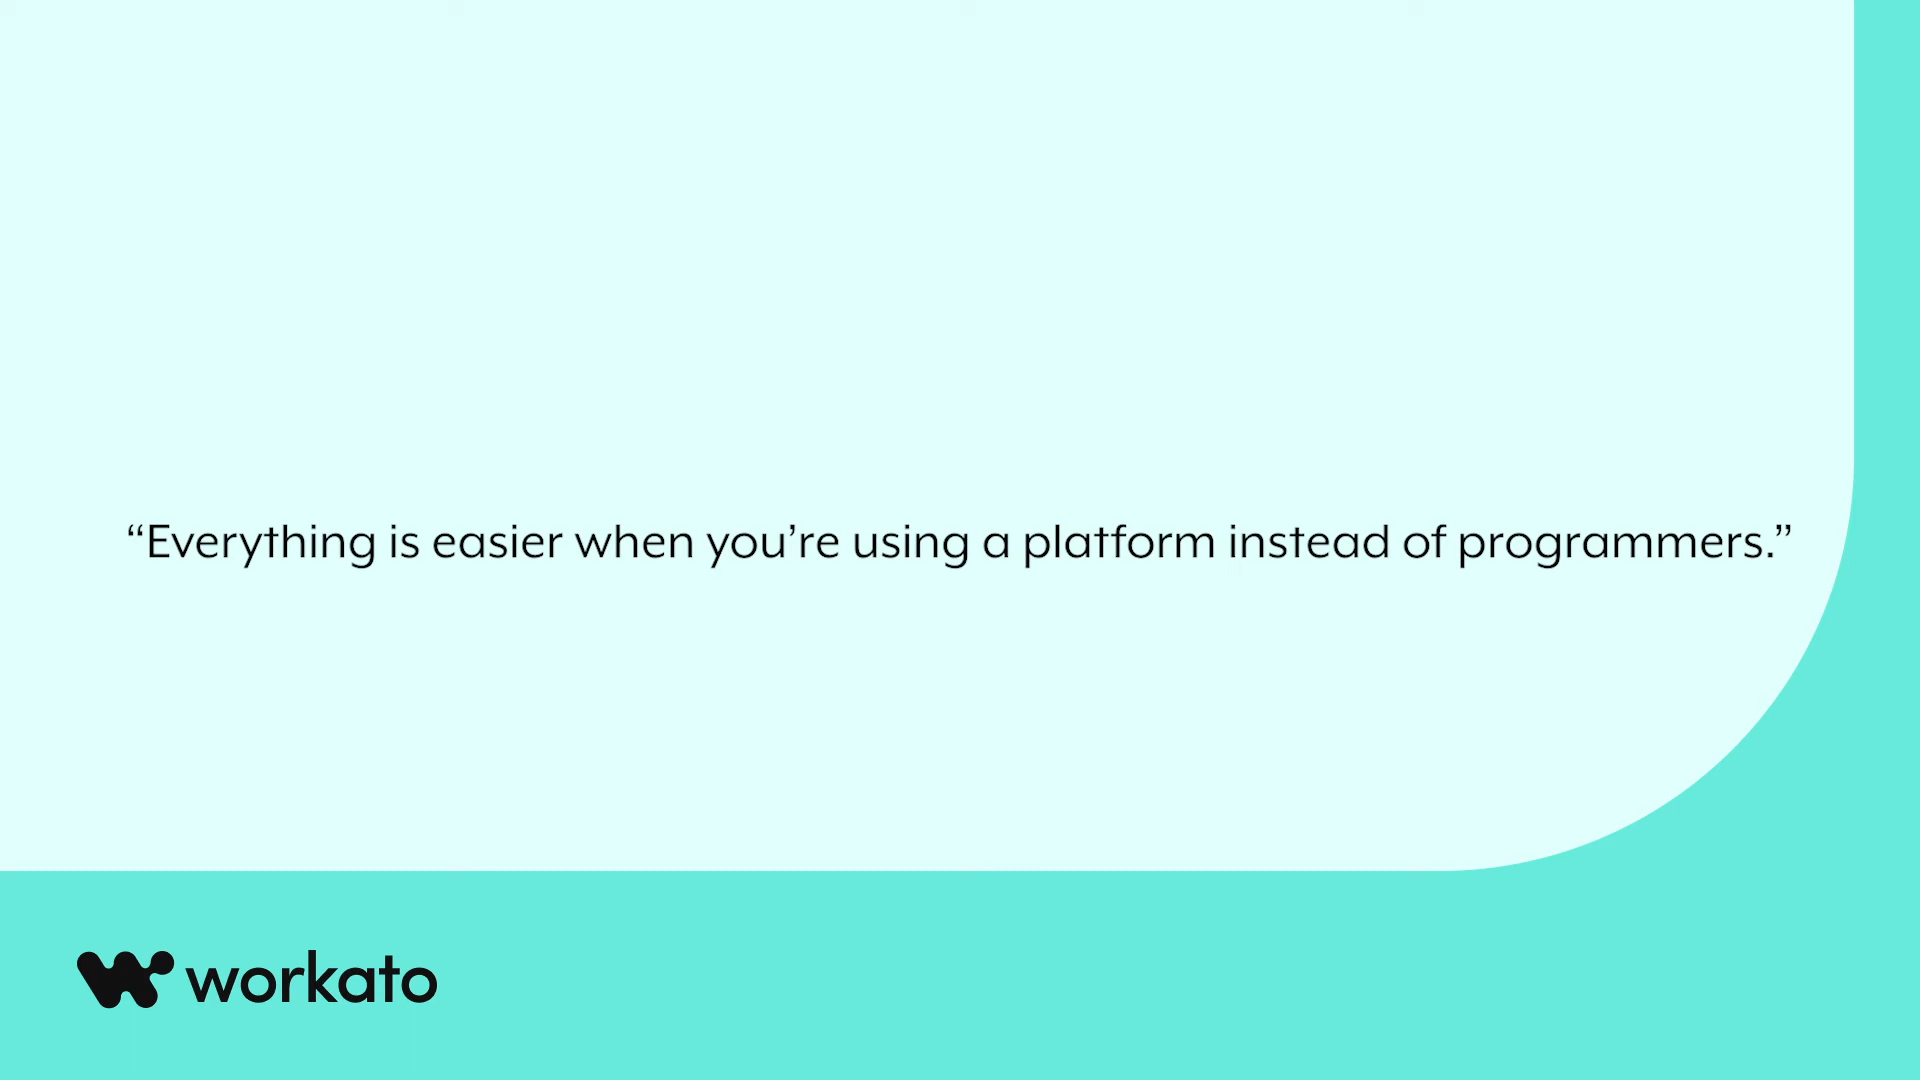 “Everything is easier when you’re using a platform instead of programmers.”
workato